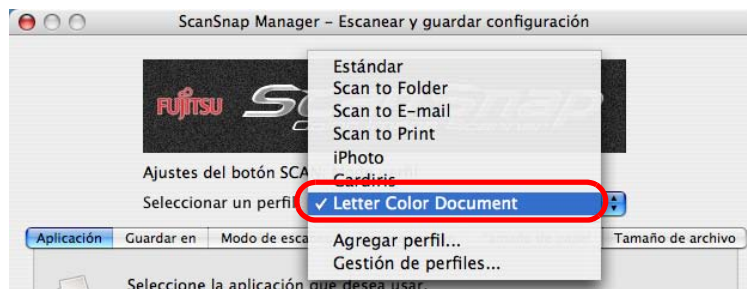 ScanSnap Manager – Escanear y guardar configuración
FUJITSU
ScanSnap
Estándar
Scan to Folder
Scan to E-mail
Scan to Print
iPhoto
Cardiris
✓ Letter Color Document
Agregar perfil...
Gestión de perfiles...
Ajustes del botón SCA
Seleccionar un perfil
Aplicación Guardar en Modo de esca Tamaño de archivo
Seleccione la aplicación que desea usar.